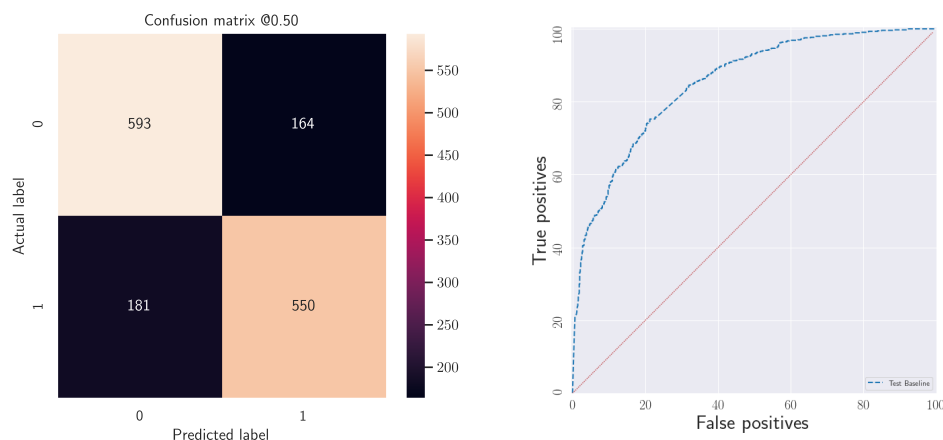 Confusion matrix @0.50
593 164
181 550
0
1
Actual label
0 1
Predicted label
550
500
450
400
350
300
250
200
100
80
60
40
20
0
True positives
0 20 40 60 80 100
False positives
Test Baseline